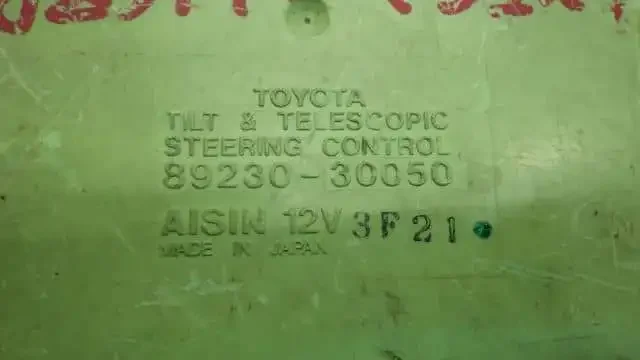 TOYOTA
TILT & TELESCOPIC
STEERING CONTROL
89230-30050
AISIN 12V 3F21
MADE IN JAPAN